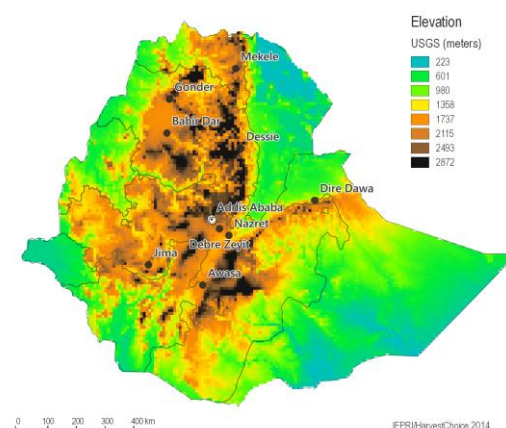 Elevation
USGS (meters)
223
601
980
1358
1737
2115
2493
2872
Mekele
Gonder
Bahir Dar
Dessie
Dire Dawa
Addis Ababa
Nazret
Debre Zeyit
Jima
Awasa
0 100 200 400 km
IFPRI/HarvestChoice 2014